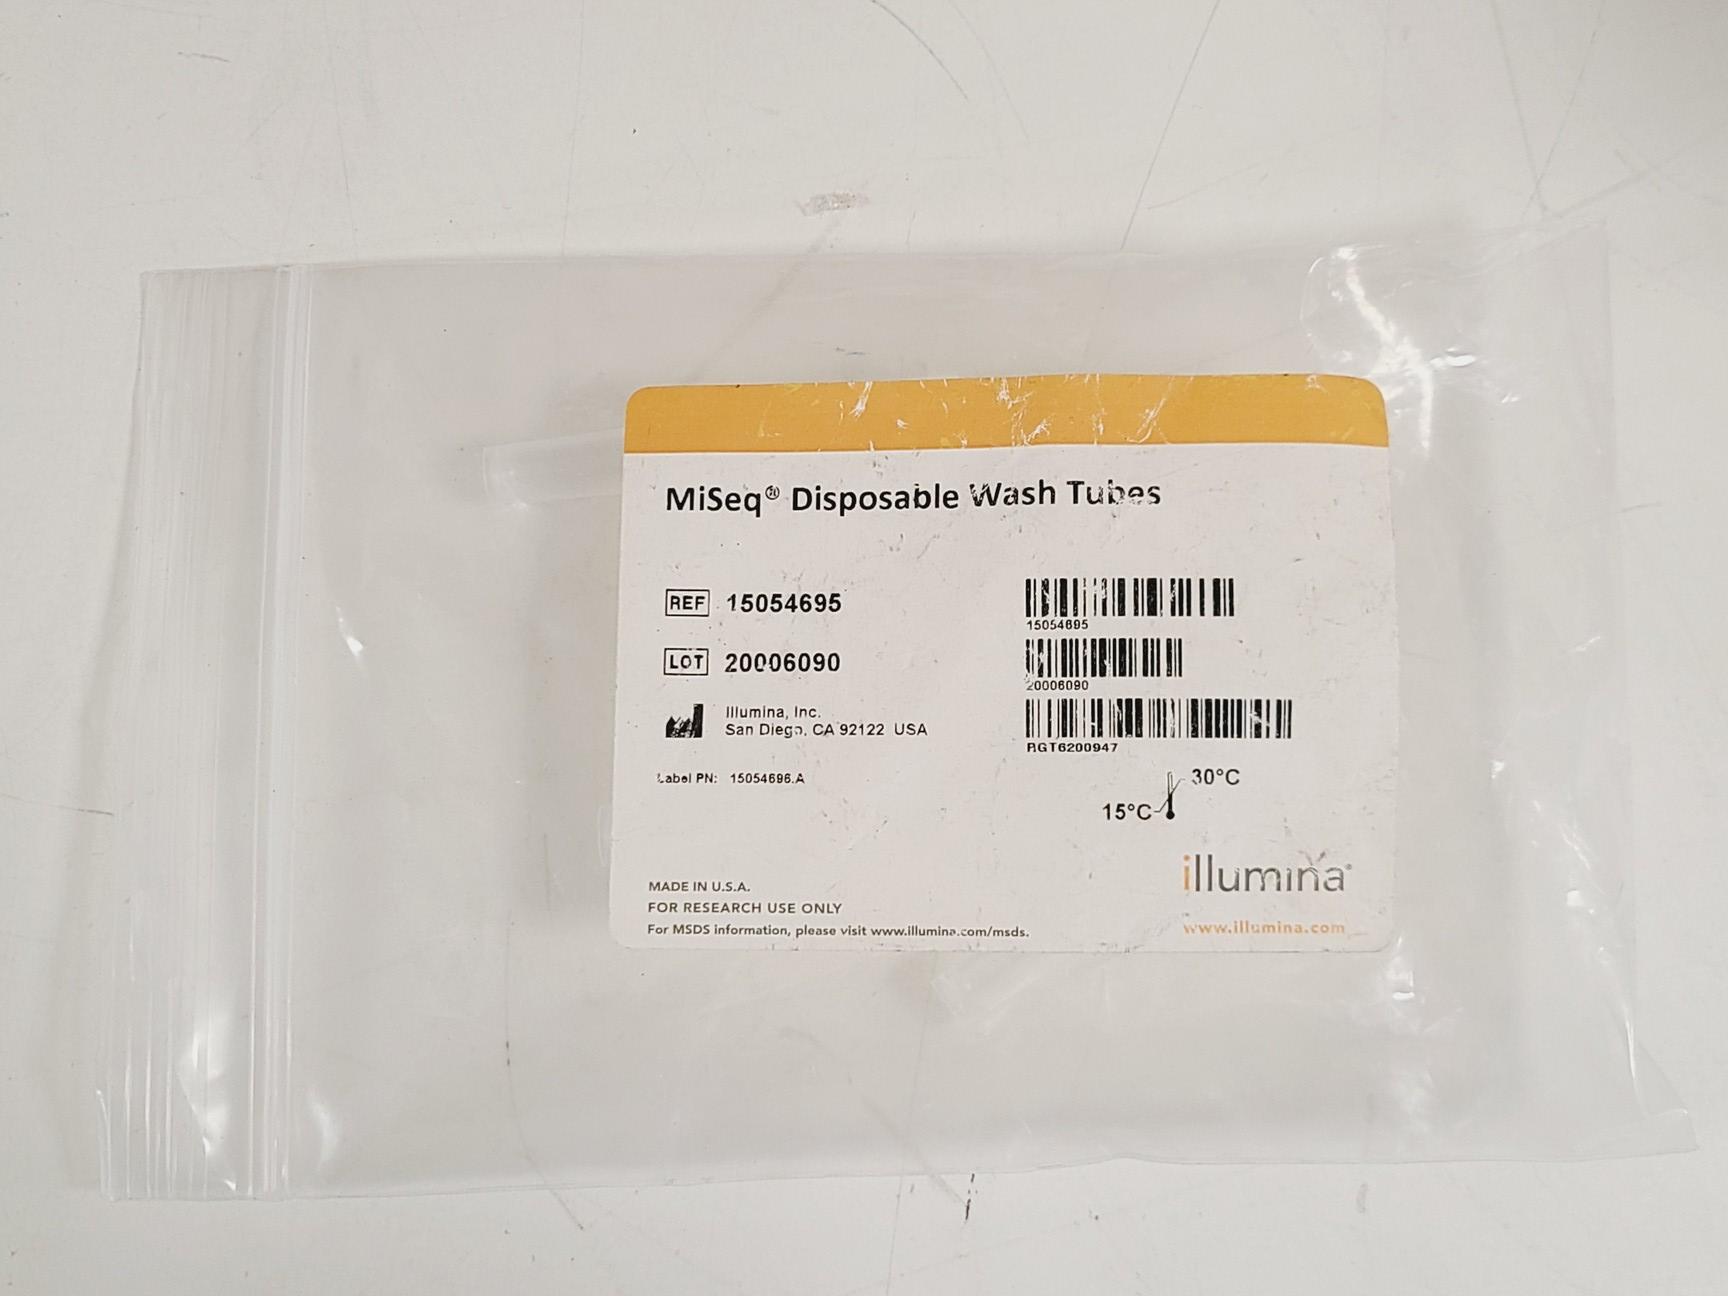 MiSeq® Disposable Wash Tubes
REF 15054695
15054695
LOT 20006090
20006090
Illumina, Inc.
San Diego, CA 92122 USA
RGT6200947
Label PN: 15054696.A
30°C
15°C
illumina®
MADE IN U.S.A.
FOR RESEARCH USE ONLY
For MSDS information, please visit www.illumina.com/msds.
www.illumina.com